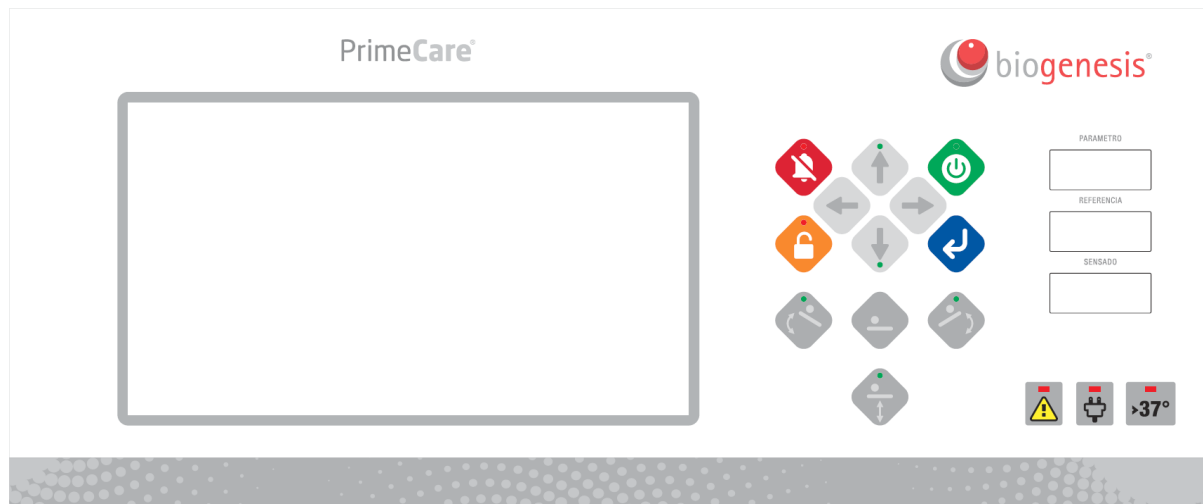 PrimeCare®
biogenesis®
PARAMETRO
REFERENCIA
SENSADO
>37°